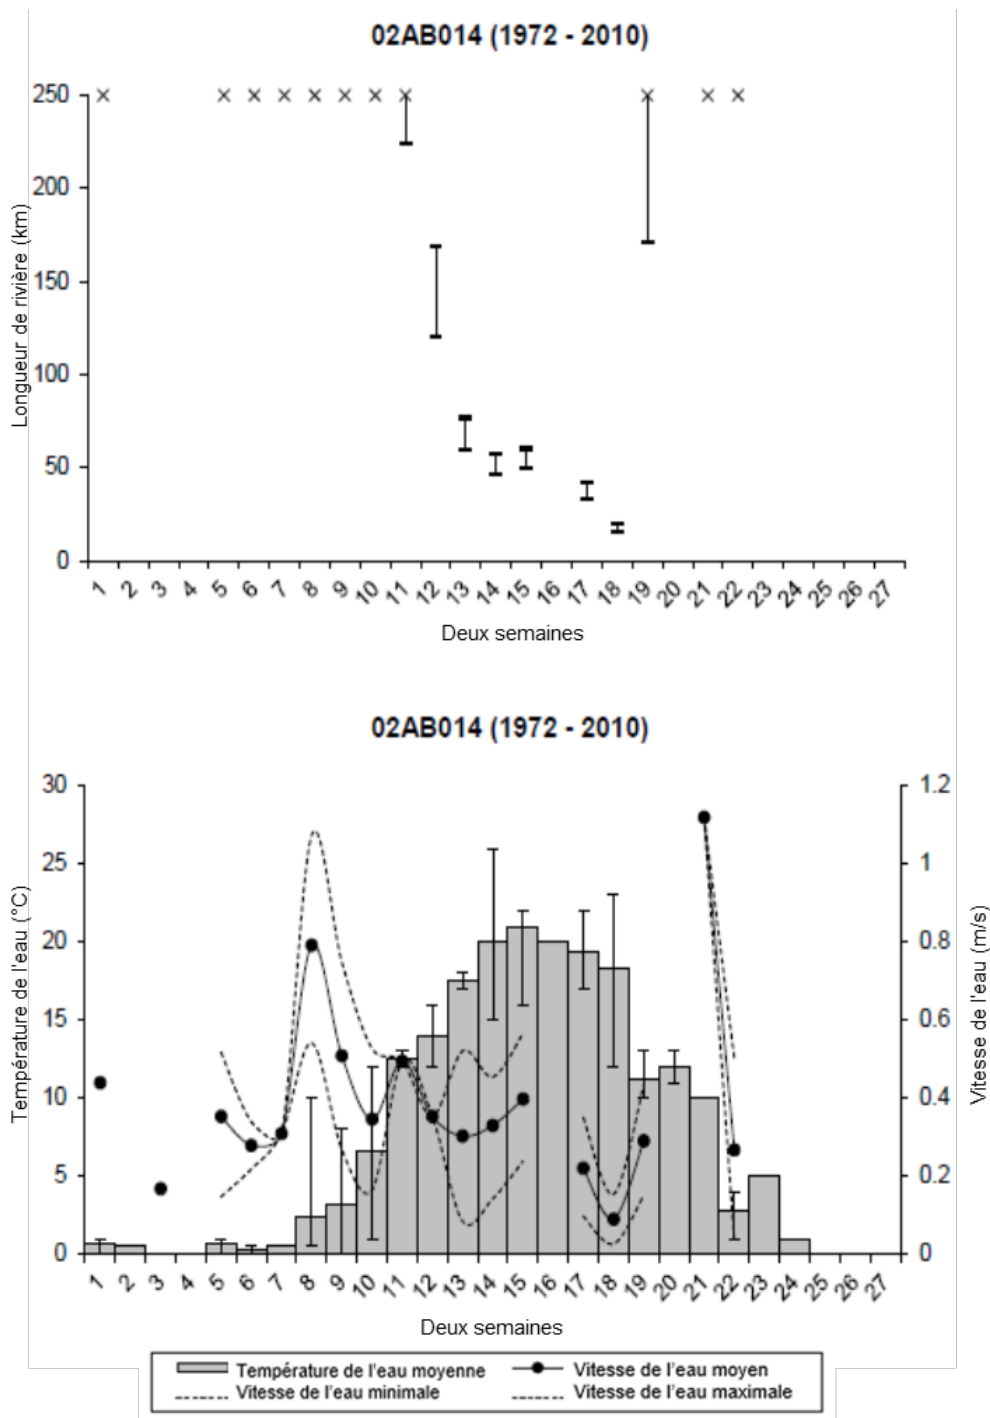 02AB014 (1972 - 2010)
250
200
150
100
50
0
Longueur de rivière (km)
1 2 3 4 5 6 7 8 9 10 11 12 13 14 15 16 17 18 19 20 21 22 23 24 25 26 27
Deux semaines
02AB014 (1972 - 2010)
30
25
20
15
10
5
0
Température de l'eau (°C)
1.2
1
0.8
0.6
0.4
0.2
0
Vitesse de l'eau (m/s)
1 2 3 4 5 6 7 8 9 10 11 12 13 14 15 16 17 18 19 20 21 22 23 24 25 26 27
Deux semaines
Température de l'eau moyenne
Vitesse de l'eau moyen
Vitesse de l'eau minimale
Vitesse de l'eau maximale